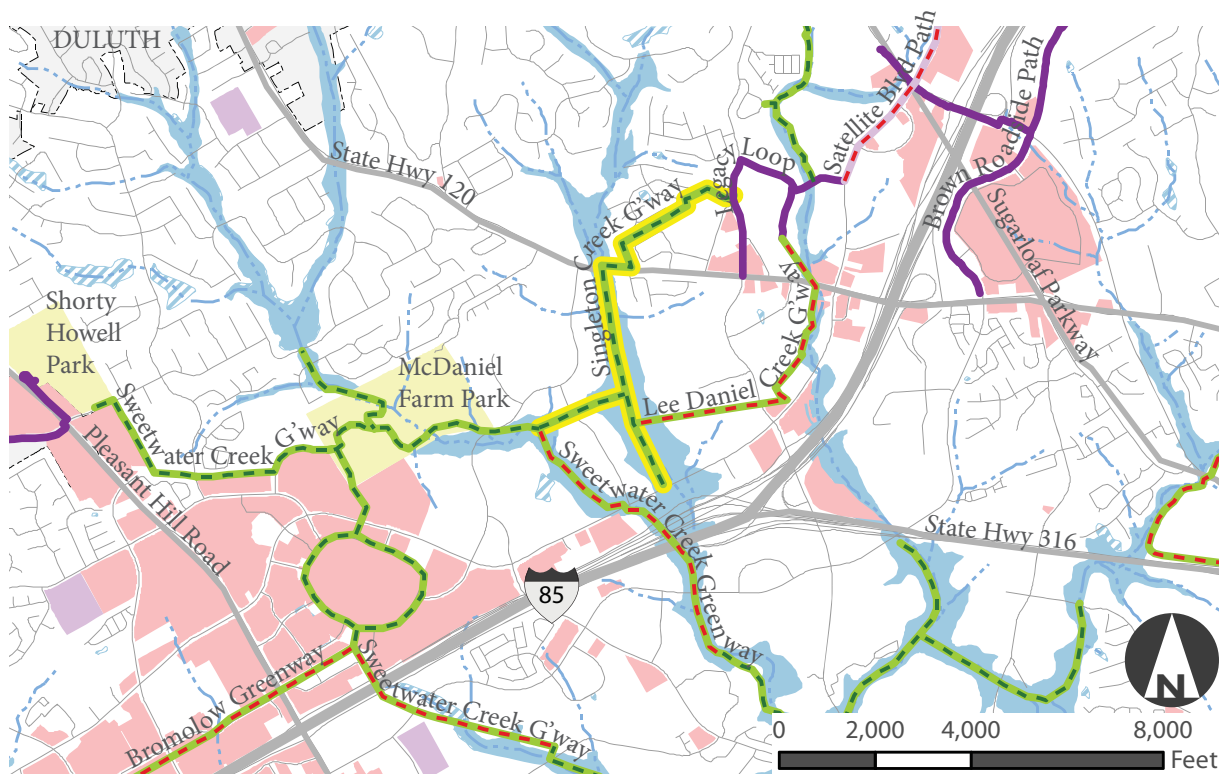 DULUTH
State Hwy 120
Legacy Loop
Satellite Blvd Path
Brown Road Side Path
Sugarloaf Parkway
Singleton Creek G'way
Shorty
Howell
Park
McDaniel
Farm Park
Lee Daniel Creek G'way
Sweetwater Creek G'way
Pleasant Hill Road
Sweetwater Creek Greenway
State Hwy 316
85
Bromolow Greenway
Sweetwater Creek G'way
N
0 2,000 4,000 8,000
Feet